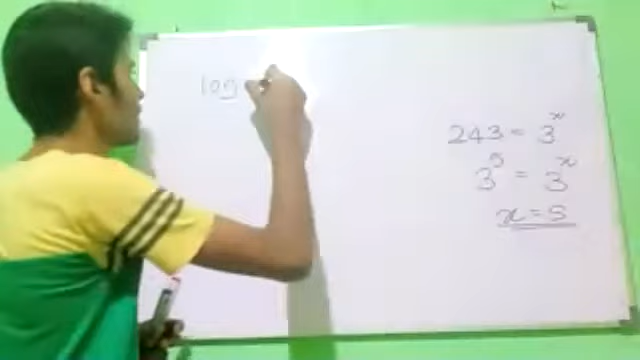 log
243 = 3^x
3^5 = 3^x
x = 5